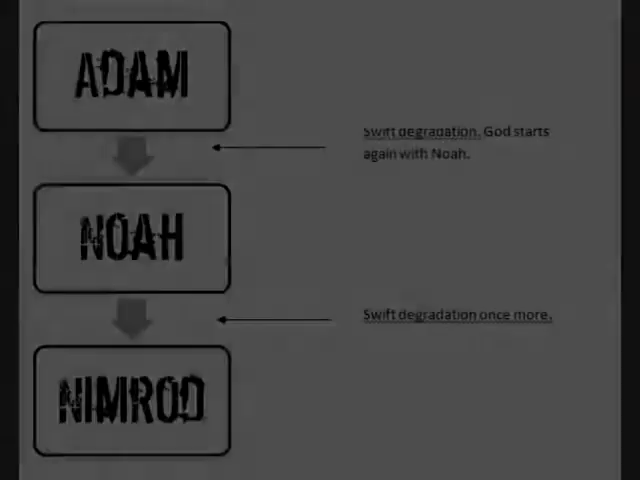 ADAM
Swift degradation. God starts
again with Noah.
NOAH
Swift degradation once more.
NIMROD